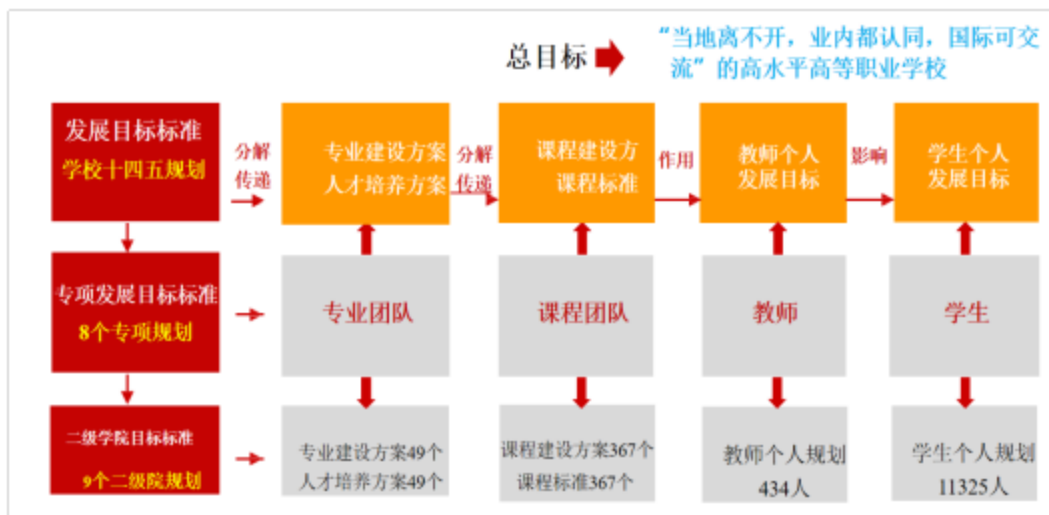 总目标
“当地离不开，业内都认同，国际可交
流”的高水平高等职业学校
发展目标标准
学校十四五规划
分解
传递
专业建设方案
人才培养方案
分解
传递
课程建设方
课程标准
作用
教师个人
发展目标
影响
学生个人
发展目标
专项发展目标标准
8个专项规划
专业团队
课程团队
教师
学生
二级学院目标标准
9个二级院规划
专业建设方案49个
人才培养方案49个
课程建设方案367个
课程标准367个
教师个人规划
434人
学生个人规划
11325人